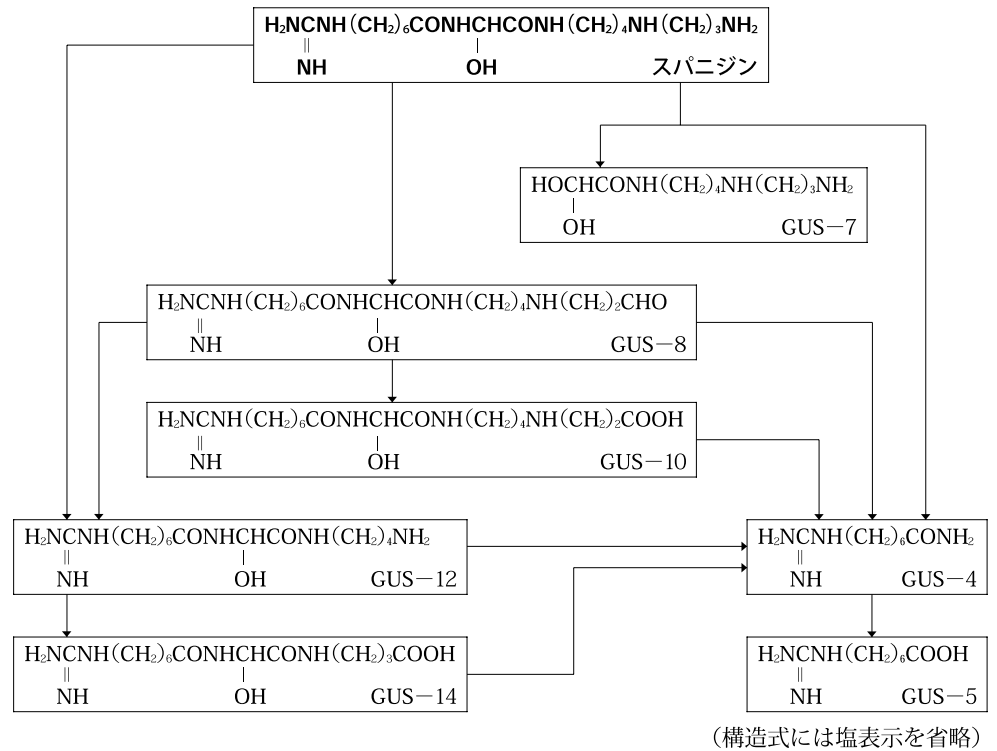 H₂NCNH(CH₂)₆CONHCHCONH(CH₂)₄NH(CH₂)₃NH₂
NH OH スパニジン
HOCHCONH(CH₂)₄NH(CH₂)₃NH₂
OH GUS−7
H₂NCNH(CH₂)₆CONHCHCONH(CH₂)₄NH(CH₂)₂CHO
NH OH GUS−8
H₂NCNH(CH₂)₆CONHCHCONH(CH₂)₄NH(CH₂)₂COOH
NH OH GUS−10
H₂NCNH(CH₂)₆CONHCHCONH(CH₂)₄NH₂
NH OH GUS−12
H₂NCNH(CH₂)₆CONH₂
NH GUS−4
H₂NCNH(CH₂)₆CONHCHCONH(CH₂)₃COOH
NH OH GUS−14
H₂NCNH(CH₂)₆COOH
NH GUS−5
(構造式には塩表示を省略)